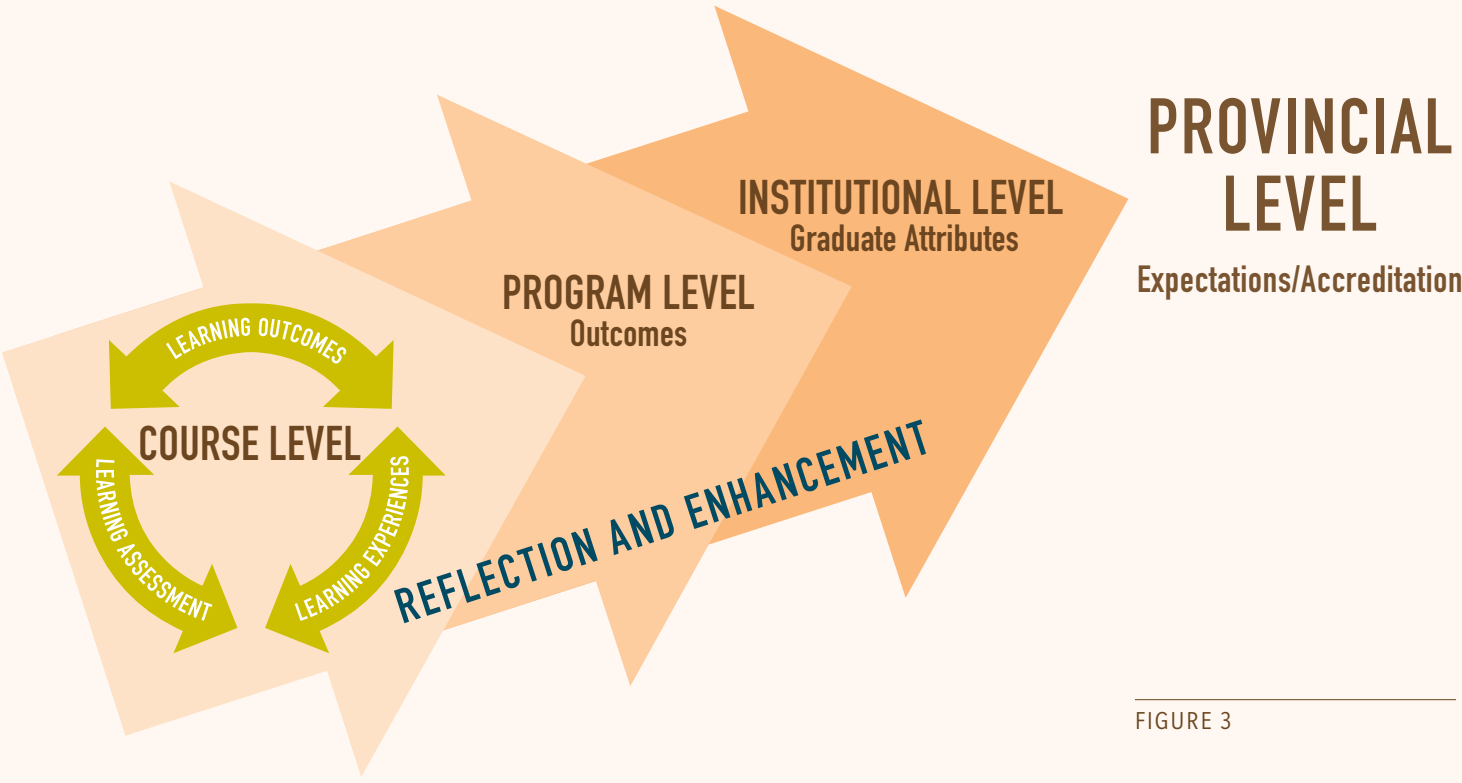 PROVINCIAL
LEVEL
Expectations/Accreditation
INSTITUTIONAL LEVEL
Graduate Attributes
PROGRAM LEVEL
Outcomes
LEARNING OUTCOMES
COURSE LEVEL
LEARNING ASSESSMENT
LEARNING EXPERIENCES
REFLECTION AND ENHANCEMENT
FIGURE 3